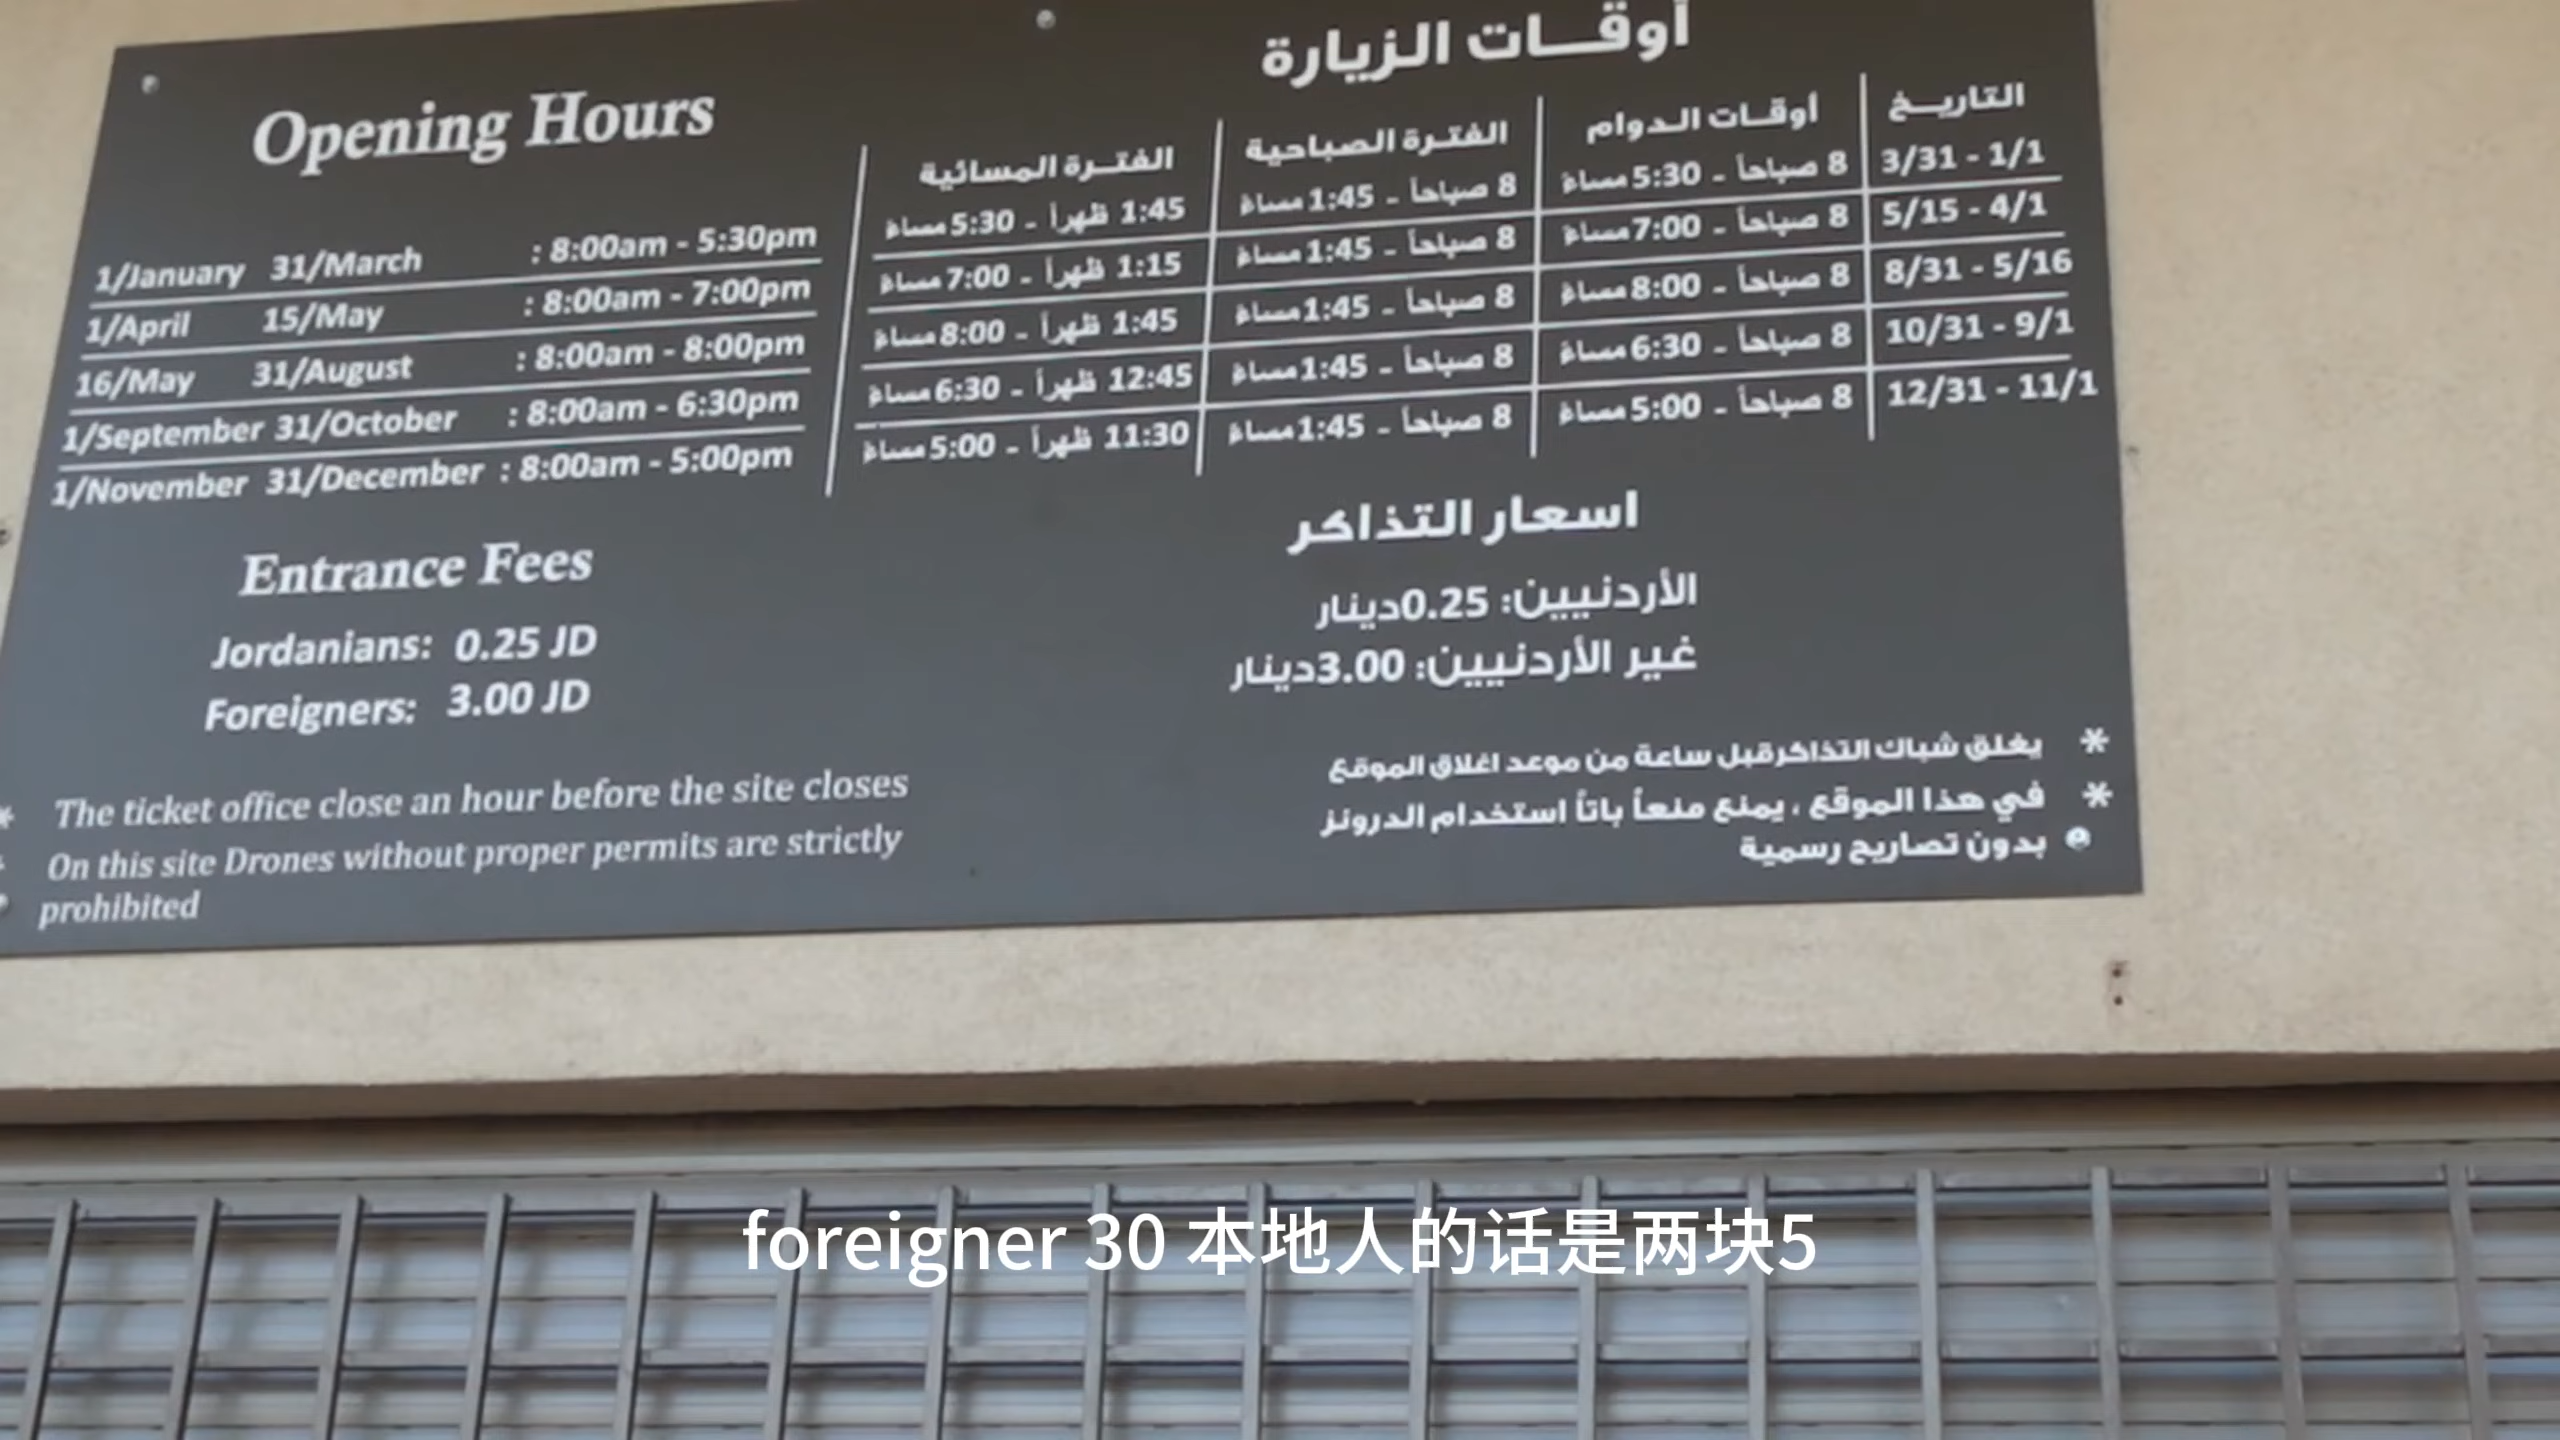 Opening Hours
1/January 31/March : 8:00am - 5:30pm
1/April 15/May : 8:00am - 7:00pm
16/May 31/August : 8:00am - 8:00pm
1/September 31/October : 8:00am - 6:30pm
1/November 31/December : 8:00am - 5:00pm
Entrance Fees
Jordanians: 0.25 JD
Foreigners: 3.00 JD
* The ticket office close an hour before the site closes
* On this site Drones without proper permits are strictly
prohibited
أوقــات الزيارة
التاريـخ أوقـات الـدوام الفتـرة الصباحية الفتـرة المسائية
1/1 - 3/31 8 صباحاً - 5:30 مساءً 8 صباحاً - 1:45 مساءً 1:45 ظهراً - 5:30 مساءً
4/1 - 5/15 8 صباحاً - 7:00 مساءً 8 صباحاً - 1:45 مساءً 1:15 ظهراً - 7:00 مساءً
5/16 - 8/31 8 صباحاً - 8:00 مساءً 8 صباحاً - 1:45 مساءً 1:45 ظهراً - 8:00 مساءً
9/1 - 10/31 8 صباحاً - 6:30 مساءً 8 صباحاً - 1:45 مساءً 12:45 ظهراً - 6:30 مساءً
11/1 - 12/31 8 صباحاً - 5:00 مساءً 8 صباحاً - 1:45 مساءً 11:30 ظهراً - 5:00 مساءً
اسعار التذاكر
الأردنيين: 0.25دينار
غير الأردنيين: 3.00دينار
* يغلق شباك التذاكرقبل ساعة من موعد اغلاق الموقع
* في هذا الموقع ، يمنع منعاً باتاً استخدام الدرونز
بدون تصاريح رسمية
foreigner 30 本地人的话是两块5